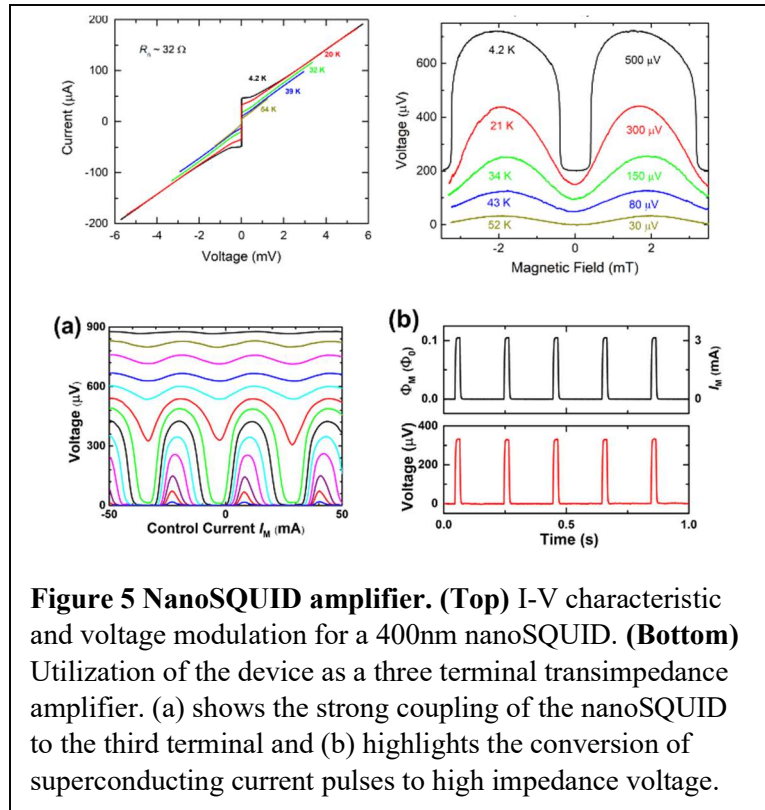 200
100
0
-100
-200
Current (µA)
Rₙ ~ 32 Ω
4.2 K
20 K
32 K
39 K
54 K
-6 -4 -2 0 2 4 6
Voltage (mV)
600
400
200
0
Voltage (µV)
4.2 K 500 µV
21 K 300 µV
34 K 150 µV
43 K 80 µV
52 K 30 µV
-2 0 2
Magnetic Field (mT)
(a)
900
600
300
0
Voltage (µV)
-50 0 50
Control Current I_M (mA)
(b)
0.1
0.0
Φ_M (Φ₀)
3
0
I_M (mA)
400
200
0
Voltage (µV)
0.0 0.5 1.0
Time (s)
Figure 5 NanoSQUID amplifier. (Top) I-V characteristic
and voltage modulation for a 400nm nanoSQUID. (Bottom)
Utilization of the device as a three terminal transimpedance
amplifier. (a) shows the strong coupling of the nanoSQUID
to the third terminal and (b) highlights the conversion of
superconducting current pulses to high impedance voltage.